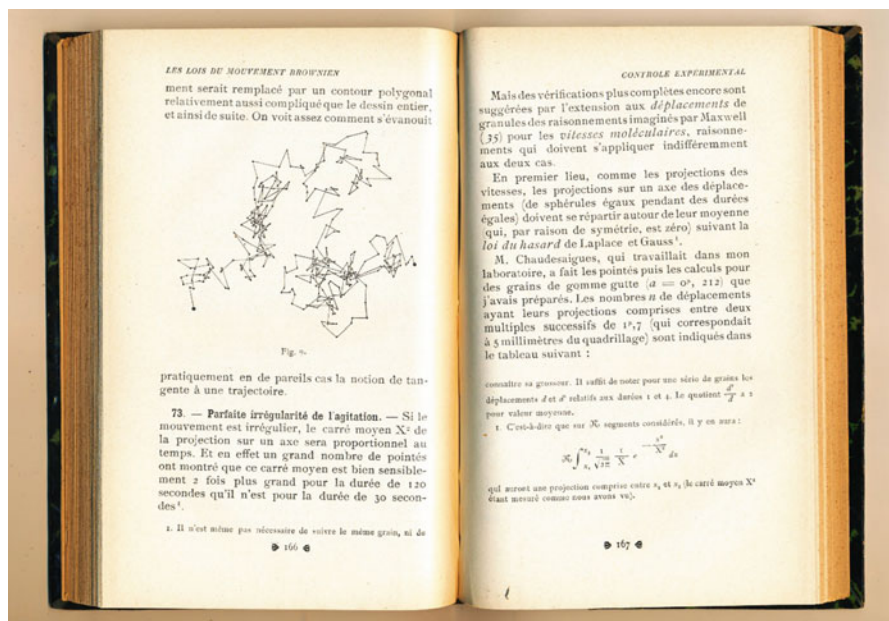 LES LOIS DU MOUVEMENT BROWNIEN
ment serait remplacé par un contour polygonal
relativement aussi compliqué que le dessin entier,
et ainsi de suite. On voit assez comment s'évanouit
Fig. 9.
pratiquement en de pareils cas la notion de tan-
gente à une trajectoire.
73. — Parfaite irrégularité de l'agitation. — Si le
mouvement est irrégulier, le carré moyen X² de
la projection sur un axe sera proportionnel au
temps. Et en effet un grand nombre de pointés
ont montré que ce carré moyen est bien sensible-
ment 2 fois plus grand pour la durée de 120
secondes qu'il n'est pour la durée de 30 secon-
des¹.
1. Il n'est même pas nécessaire de suivre le même grain, ni de
166
CONTROLE EXPÉRIMENTAL
Mais des vérifications plus complètes encore sont
suggérées par l'extension aux déplacements de
granules des raisonnements imaginés par Maxwell
(35) pour les vitesses moléculaires, raisonne-
ments qui doivent s'appliquer indifféremment
aux deux cas.
En premier lieu, comme les projections des
vitesses, les projections sur un axe des déplace-
ments (de sphérules égaux pendant des durées
égales) doivent se répartir autour de leur moyenne
(qui, par raison de symétrie, est zéro) suivant la
loi du hasard de Laplace et Gauss¹.
M. Chaudesaigues, qui travaillait dans mon
laboratoire, a fait les pointés puis les calculs pour
des grains de gomme gutte (a = 0ᵘ, 212) que
j'avais préparés. Les nombres n de déplacements
ayant leurs projections comprises entre deux
multiples successifs de 1ᵘ,7 (qui correspondait
à 5 millimètres du quadrillage) sont indiqués dans
le tableau suivant :
connaître sa grosseur. Il suffit de noter pour une série de grains les
déplacements d et d' relatifs aux durées 1 et 4. Le quotient d'/d a 2
pour valeur moyenne.
1. C'est-à-dire que sur 𝔑 segments considérés, il y en aura :
𝔑 ∫ 1/√2π 1/X e dx
qui auront une projection comprise entre x₁ et x₂ (le carré moyen X²
étant mesuré comme nous avons vu).
167